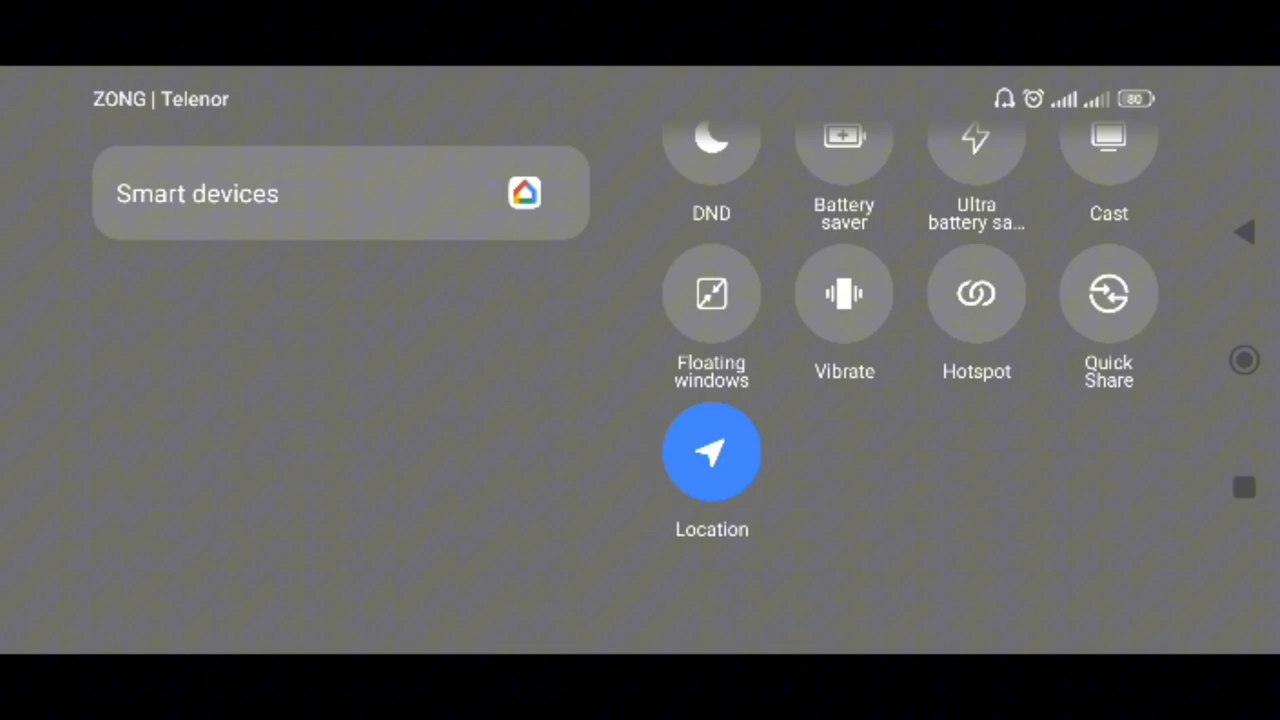 ZONG | Telenor
80
Smart devices
DND
Battery
saver
Ultra
battery sa...
Cast
Floating
windows
Vibrate
Hotspot
Quick
Share
Location